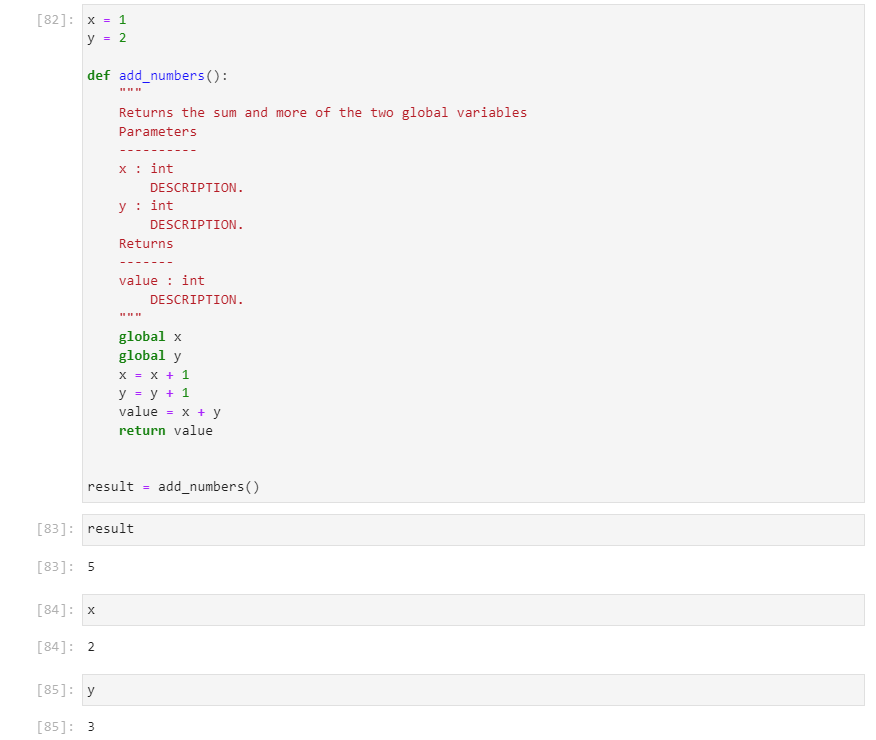 [82]: x = 1
y = 2
def add_numbers():
"""
Returns the sum and more of the two global variables
Parameters
----------
x : int
DESCRIPTION.
y : int
DESCRIPTION.
Returns
-------
value : int
DESCRIPTION.
"""
global x
global y
x = x + 1
y = y + 1
value = x + y
return value
result = add_numbers()
[83]: result
[83]: 5
[84]: x
[84]: 2
[85]: y
[85]: 3